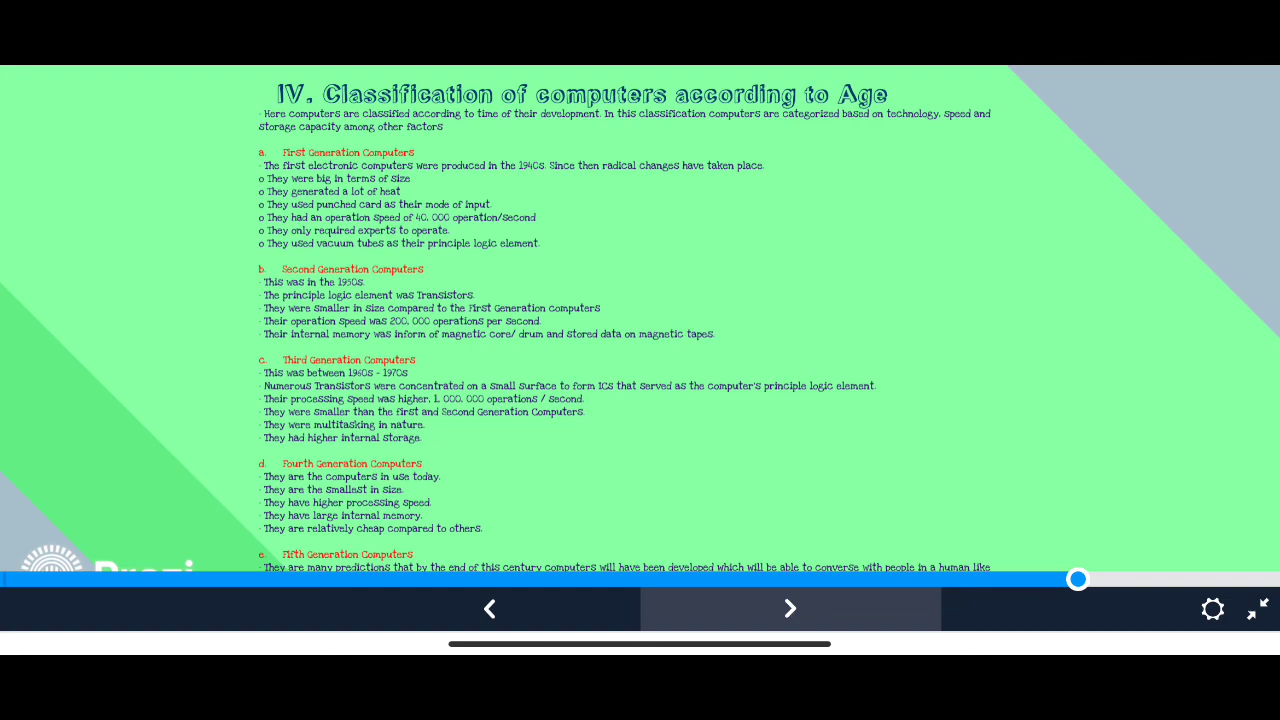 IV. Classification of computers according to Age
· Here computers are classified according to time of their development. In this classification computers are categorized based on technology, speed and
storage capacity among other factors
a. First Generation Computers
· The first electronic computers were produced in the 1940s. Since then radical changes have taken place.
o They were big in terms of size
o They generated a lot of heat
o They used punched card as their mode of input.
o They had an operation speed of 40, 000 operation/second
o They only required experts to operate.
o They used vacuum tubes as their principle logic element.
b. Second Generation Computers
· This was in the 1950s.
· The principle logic element was Transistors.
· They were smaller in size compared to the First Generation computers
· Their operation speed was 200, 000 operations per second.
· Their internal memory was inform of magnetic core/ drum and stored data on magnetic tapes.
c. Third Generation Computers
· This was between 1960s - 1970s
· Numerous Transistors were concentrated on a small surface to form ICs that served as the computer's principle logic element.
· Their processing speed was higher, 1, 000, 000 operations / second.
· They were smaller than the first and Second Generation Computers.
· They were multitasking in nature.
· They had higher internal storage.
d. Fourth Generation Computers
· They are the computers in use today.
· They are the smallest in size.
· They have higher processing speed.
· They have large internal memory.
· They are relatively cheap compared to others.
e. Fifth Generation Computers
· They are many predictions that by the end of this century computers will have been developed which will be able to converse with people in a human like
Prezi